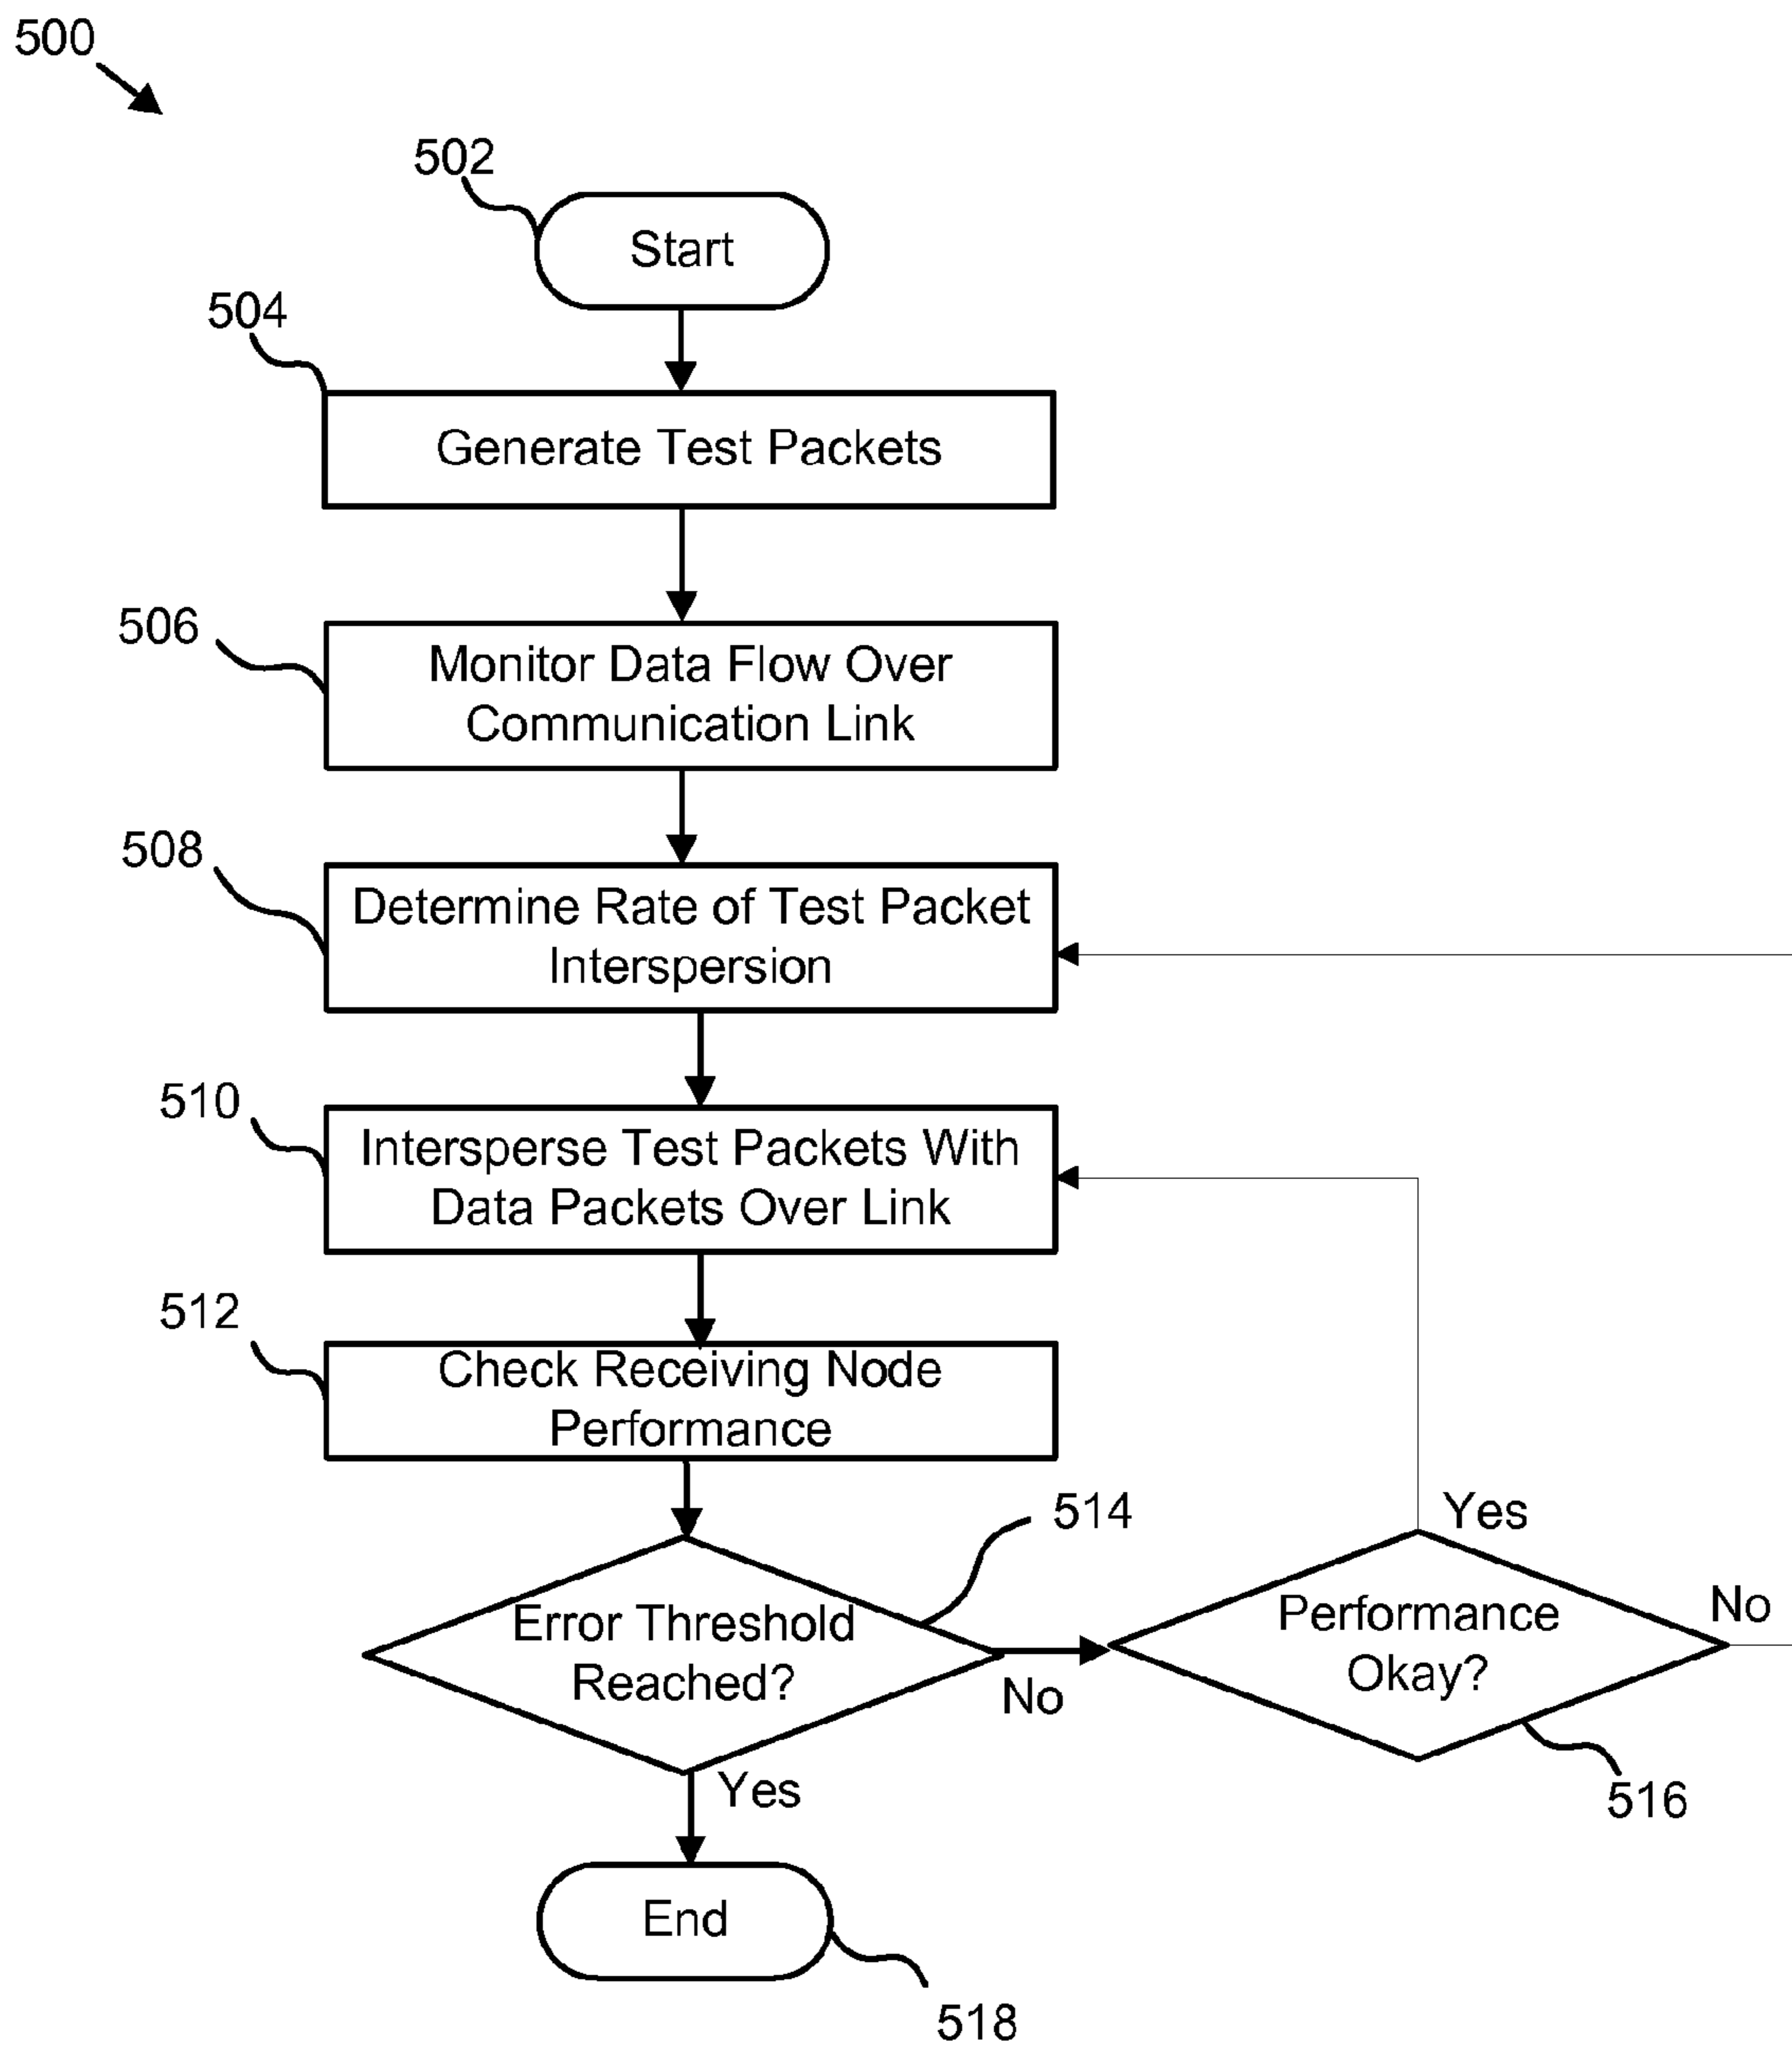 500
502
Start
504
Generate Test Packets
506
Monitor Data Flow Over
Communication Link
508
Determine Rate of Test Packet
Interspersion
510
Intersperse Test Packets With
Data Packets Over Link
512
Check Receiving Node
Performance
514
Error Threshold
Reached?
No
Yes
Performance
Okay?
Yes
No
516
End
518